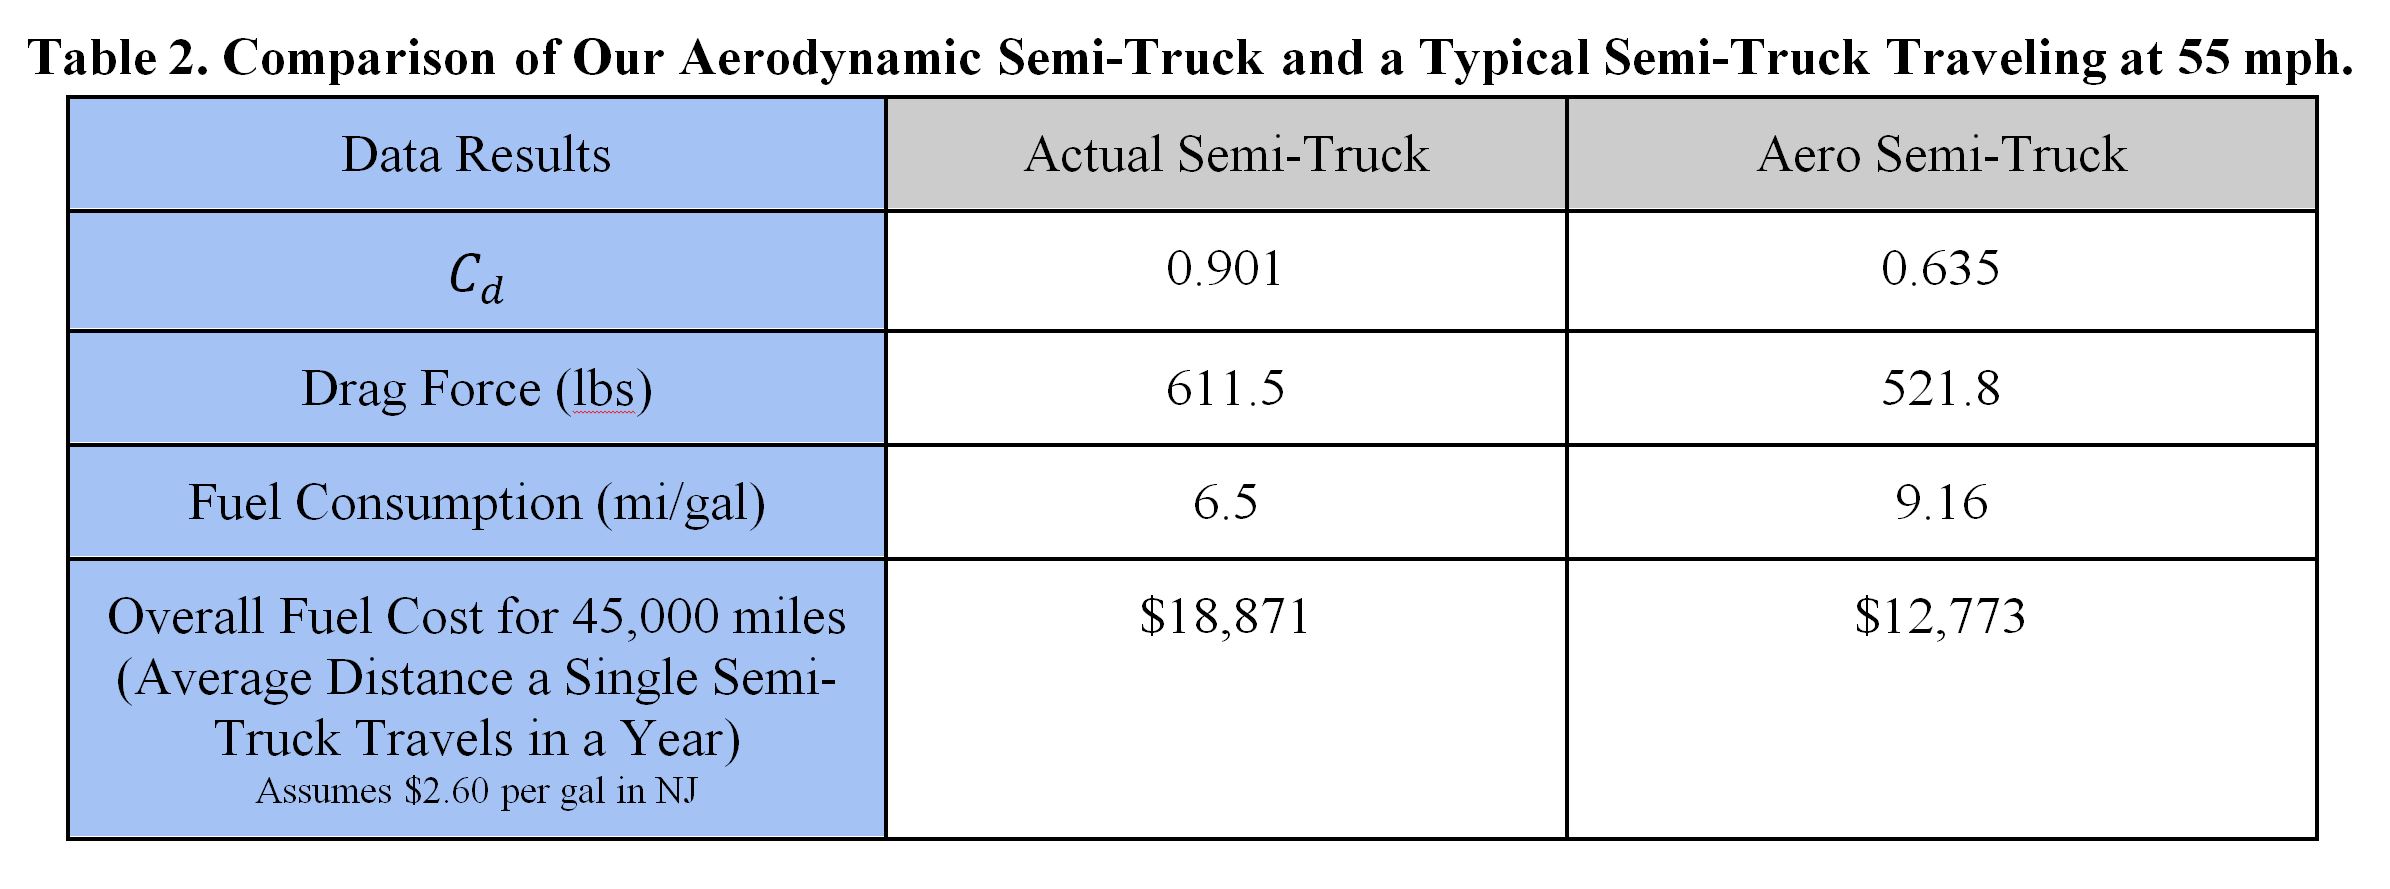 Table 2. Comparison of Our Aerodynamic Semi-Truck and a Typical Semi-Truck Traveling at 55 mph.
Data Results Actual Semi-Truck Aero Semi-Truck
C_d 0.901 0.635
Drag Force (lbs) 611.5 521.8
Fuel Consumption (mi/gal) 6.5 9.16
Overall Fuel Cost for 45,000 miles $18,871 $12,773
(Average Distance a Single Semi-
Truck Travels in a Year)
Assumes $2.60 per gal in NJ